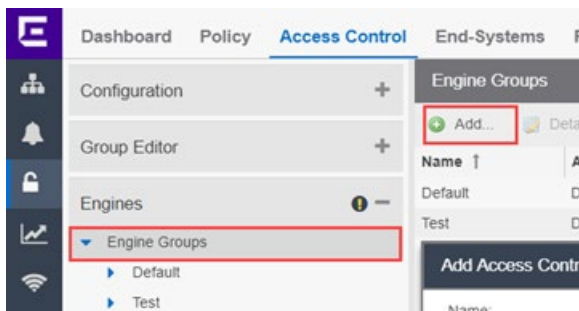 Dashboard Policy Access Control End-Systems
Configuration
Group Editor
Engines
Engine Groups
Default
Test
Engine Groups
Add...
Name
Default
Test
Add Access
Name: